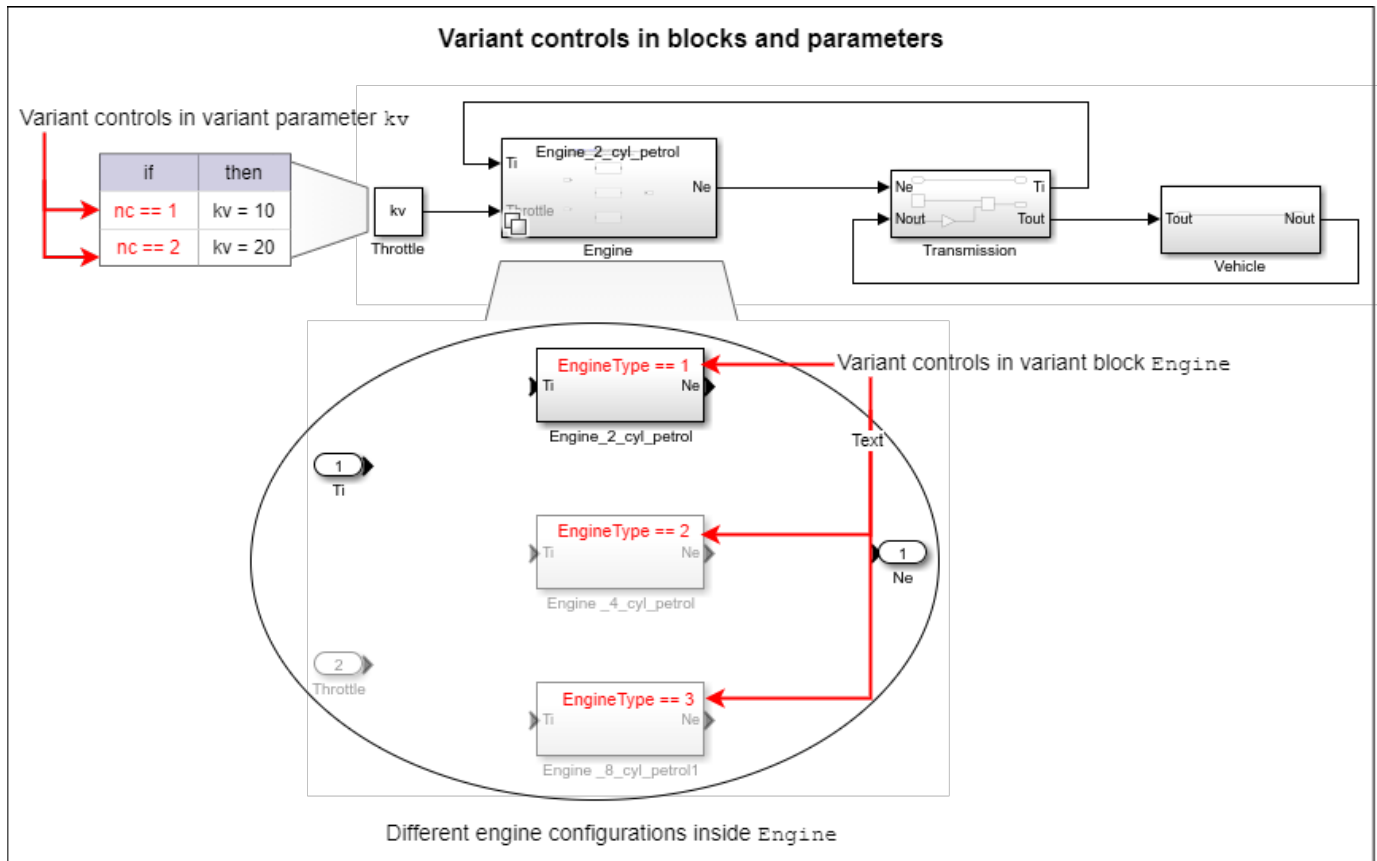 Variant controls in blocks and parameters
Variant controls in variant parameter kv
if then
nc == 1 kv = 10
nc == 2 kv = 20
kv
Throttle
Engine_2_cyl_petrol
Ti
Ne
Throttle
Engine
Ne Ti
Nout Tout
Transmission
Tout Nout
Vehicle
EngineType == 1
Ti Ne
Engine_2_cyl_petrol
Variant controls in variant block Engine
Text
1
Ti
EngineType == 2
Ti Ne
Engine _4_cyl_petrol
1
Ne
2
Throttle
EngineType == 3
Ti Ne
Engine _8_cyl_petrol1
Different engine configurations inside Engine